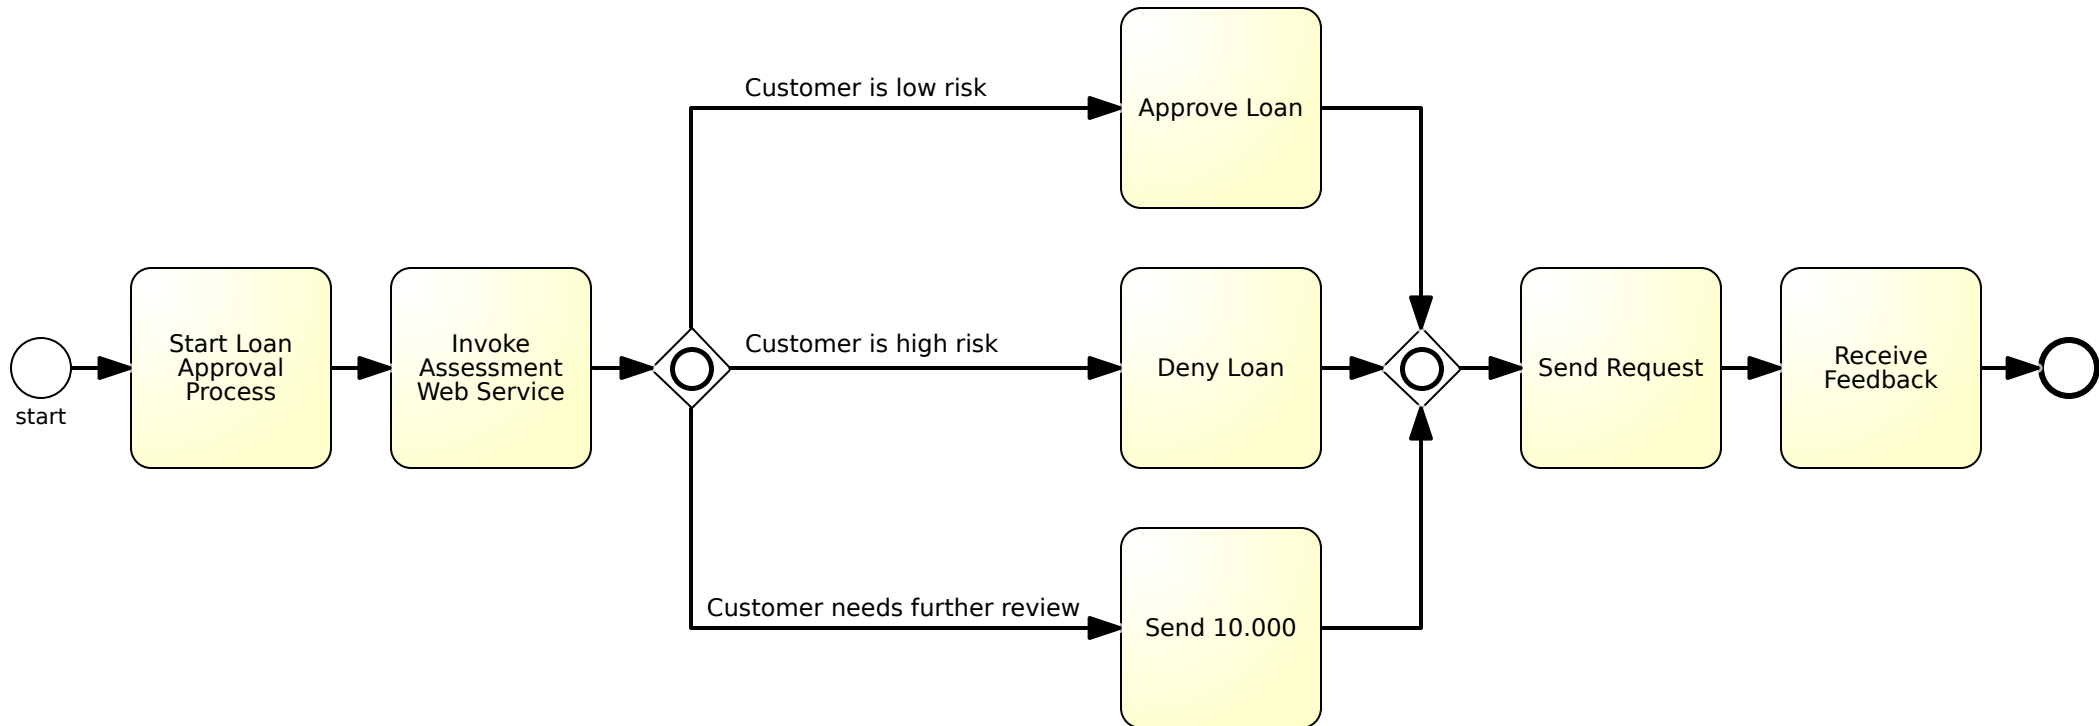 Customer is low risk
Approve Loan
start
Start Loan
Approval
Process
Invoke
Assessment
Web Service
Customer is high risk
Deny Loan
Send Request
Receive
Feedback
Customer needs further review
Send 10.000